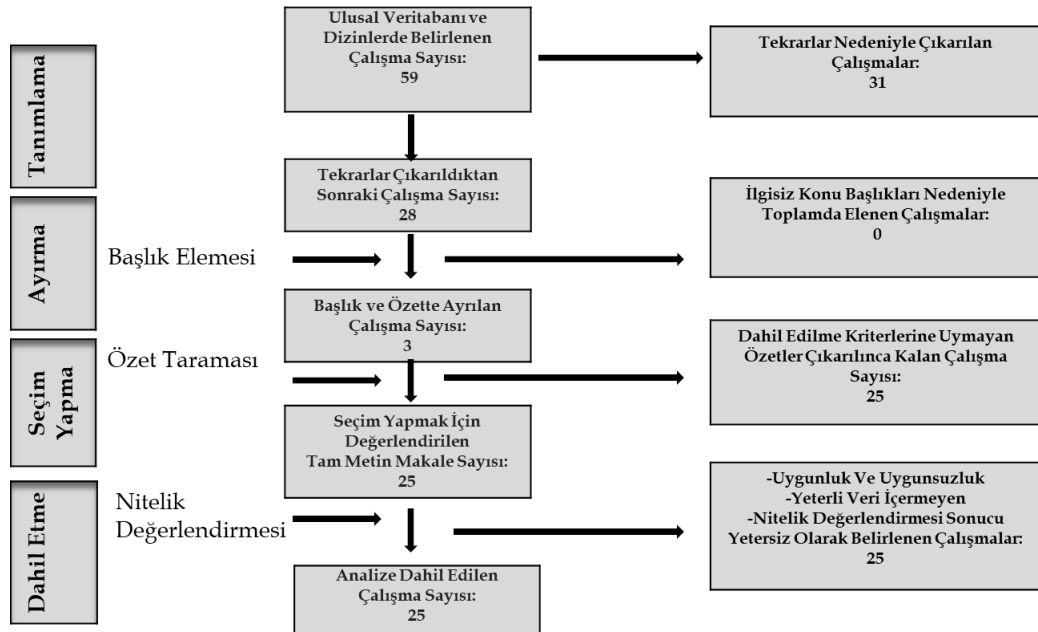 Tanımlama
Ulusal Veritabanı ve
Dizinlerde Belirlenen
Çalışma Sayısı:
59
Tekrarlar Nedeniyle Çıkarılan
Çalışmalar:
31
Tekrarlar Çıkarıldıktan
Sonraki Çalışma Sayısı:
28
Ayırma
Başlık Elemesi
İlgisiz Konu Başlıkları Nedeniyle
Toplamda Elenen Çalışmalar:
0
Başlık ve Özette Ayrılan
Çalışma Sayısı:
3
Seçim
Yapma
Özet Taraması
Dahil Edilme Kriterlerine Uymayan
Özetler Çıkarılınca Kalan Çalışma
Sayısı:
25
Seçim Yapmak İçin
Değerlendirilen
Tam Metin Makale Sayısı:
25
Dahil Etme
Nitelik
Değerlendirmesi
-Uygunluk Ve Uygunsuzluk
-Yeterli Veri İçermeyen
-Nitelik Değerlendirmesi Sonucu
Yetersiz Olarak Belirlenen Çalışmalar:
25
Analize Dahil Edilen
Çalışma Sayısı:
25